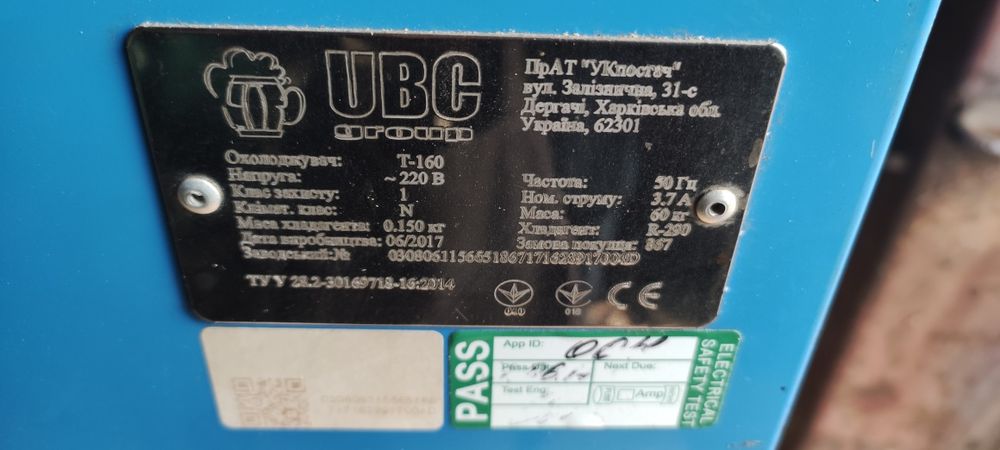 UBC
group
ПрАТ "УКпостач"
вул. Залізнична, 31-с
Дергачі, Харківська обл.
Україна, 62301
Охолоджувач: T-160
Напруга: ~ 220 В
Клас захисту: 1
Клімат. клас: N
Маса хладагента: 0.150 кг
Дата виробництва: 06/2017
Заводський:№
Частота: 50 Гц
Ном. струму: 3.7 А
Маса: 60 кг
Хладагент: R-290
Замова покупця: 867
ТУ У 28.2-30169718-16:2014
CE
PASS
App ID:
Next Due:
Test Eng
Amp
ELECTRICAL
SAFETY TEST